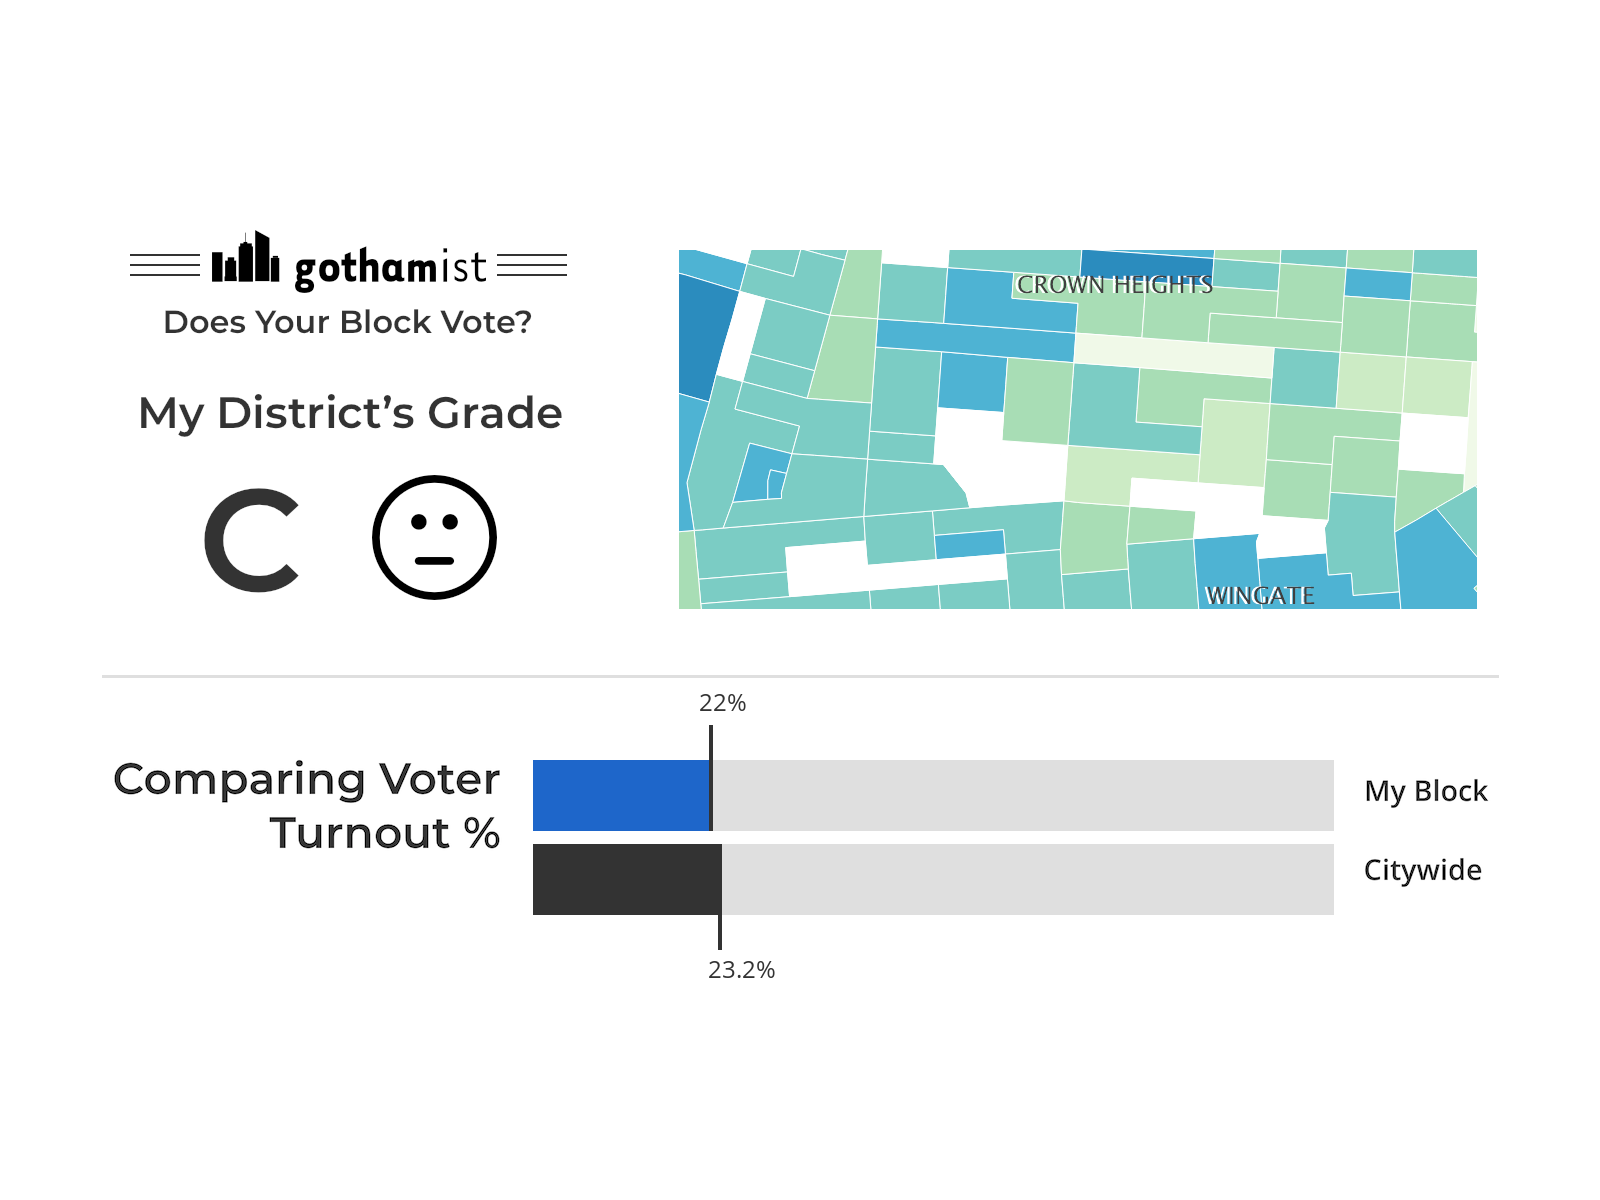 gothamist
Does Your Block Vote?
My District’s Grade
C
CROWN HEIGHTS
WINGATE
22%
Comparing Voter
Turnout %
My Block
Citywide
23.2%